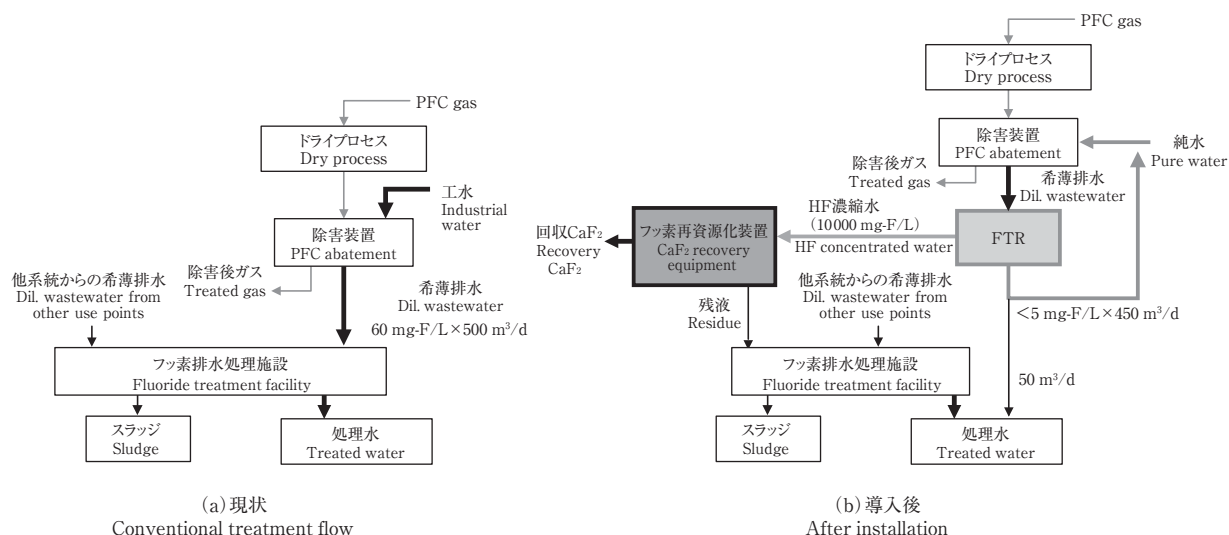 PFC gas
ドライプロセス
Dry process
工水
Industrial
water
除害装置
PFC abatement
除害後ガス
Treated gas
他系統からの希薄排水
Dil. wastewater from
other use points
希薄排水
Dil. wastewater
60 mg-F/L×500 m³/d
フッ素排水処理施設
Fluoride treatment facility
スラッジ
Sludge
処理水
Treated water
(a)現状
Conventional treatment flow
PFC gas
ドライプロセス
Dry process
除害装置
PFC abatement
純水
Pure water
除害後ガス
Treated gas
希薄排水
Dil. wastewater
HF濃縮水
(10000 mg-F/L)
HF concentrated water
FTR
フッ素再資源化装置
CaF₂ recovery
equipment
回収CaF₂
Recovery
CaF₂
残液
Residue
他系統からの希薄排水
Dil. wastewater from
other use points
<5 mg-F/L×450 m³/d
フッ素排水処理施設
Fluoride treatment facility
50 m³/d
スラッジ
Sludge
処理水
Treated water
(b)導入後
After installation